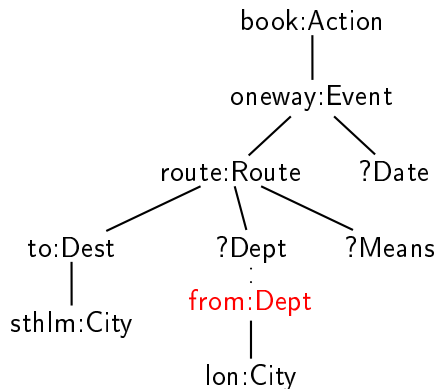 book:Action
oneway:Event
route:Route ?Date
to:Dest ?Dept ?Means
from:Dept
sthlm:City
lon:City